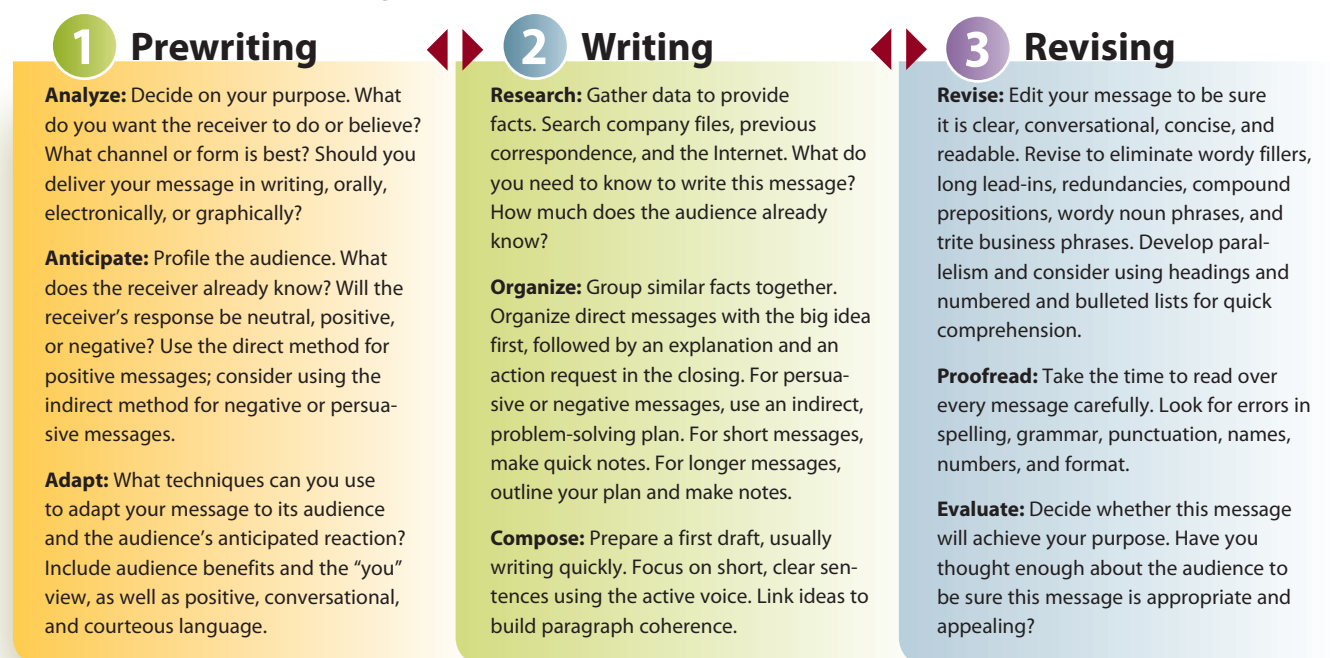 1 Prewriting
Analyze: Decide on your purpose. What
do you want the receiver to do or believe?
What channel or form is best? Should you
deliver your message in writing, orally,
electronically, or graphically?
Anticipate: Profile the audience. What
does the receiver already know? Will the
receiver's response be neutral, positive,
or negative? Use the direct method for
positive messages; consider using the
indirect method for negative or persua-
sive messages.
Adapt: What techniques can you use
to adapt your message to its audience
and the audience's anticipated reaction?
Include audience benefits and the “you”
view, as well as positive, conversational,
and courteous language.
2 Writing
Research: Gather data to provide
facts. Search company files, previous
correspondence, and the Internet. What do
you need to know to write this message?
How much does the audience already
know?
Organize: Group similar facts together.
Organize direct messages with the big idea
first, followed by an explanation and an
action request in the closing. For persua-
sive or negative messages, use an indirect,
problem-solving plan. For short messages,
make quick notes. For longer messages,
outline your plan and make notes.
Compose: Prepare a first draft, usually
writing quickly. Focus on short, clear sen-
tences using the active voice. Link ideas to
build paragraph coherence.
3 Revising
Revise: Edit your message to be sure
it is clear, conversational, concise, and
readable. Revise to eliminate wordy fillers,
long lead-ins, redundancies, compound
prepositions, wordy noun phrases, and
trite business phrases. Develop paral-
lelism and consider using headings and
numbered and bulleted lists for quick
comprehension.
Proofread: Take the time to read over
every message carefully. Look for errors in
spelling, grammar, punctuation, names,
numbers, and format.
Evaluate: Decide whether this message
will achieve your purpose. Have you
thought enough about the audience to
be sure this message is appropriate and
appealing?